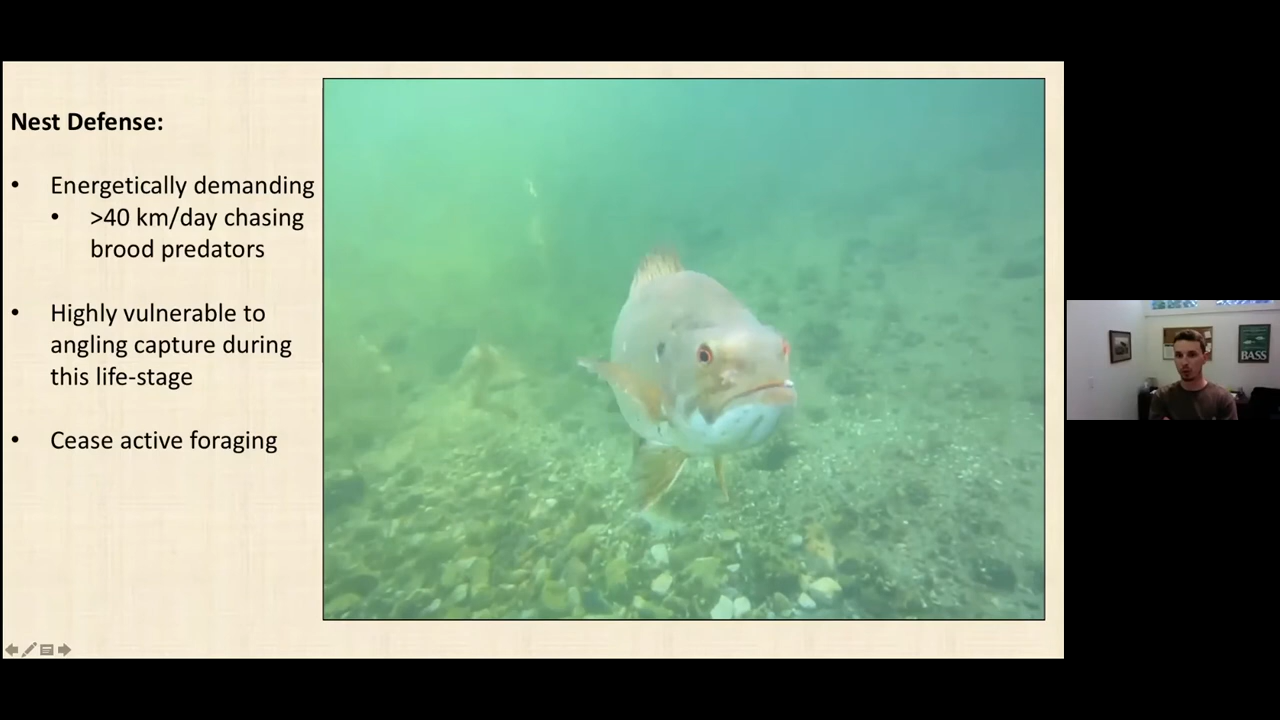 Nest Defense:
• Energetically demanding
• >40 km/day chasing
brood predators
• Highly vulnerable to
angling capture during
this life-stage
• Cease active foraging
BASS